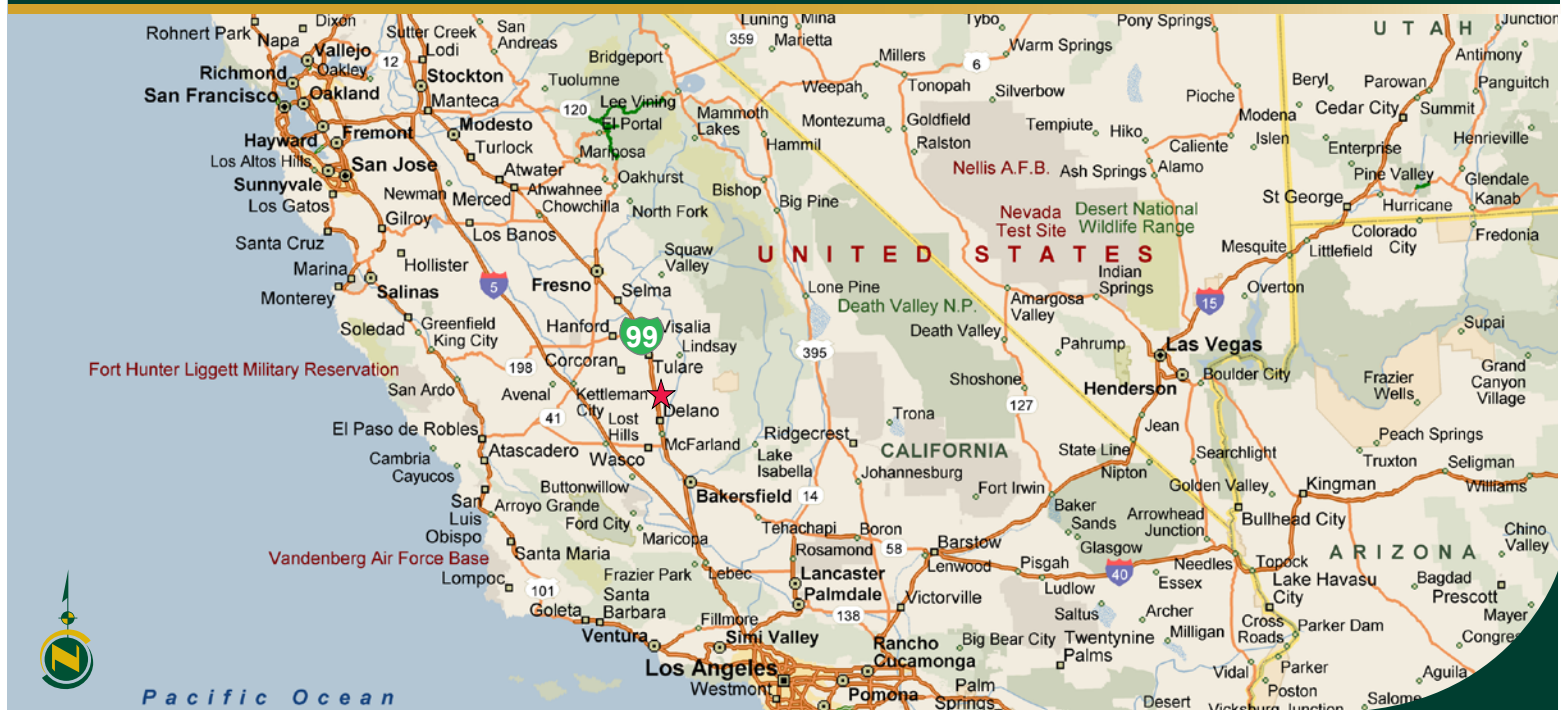 Rohnert Park
Napa
Dixon
Sutter Creek
San
Andreas
Luning
Mina
Tybo
Pony Springs
UTAH
Junction
Vallejo
Lodi
12
Bridgeport
359
Marietta
Millers
6
Warm Springs
Antimony
Richmond
Oakley
Stockton
Tuolumne
Weepah
Tonopah
Silverbow
Pioche
Beryl
Parowan
Panguitch
San Francisco
Oakland
Manteca
120
Lee Vining
Mammoth
Lakes
Montezuma
Goldfield
Tempiute
Hiko
Modena
Cedar City
Summit
Hayward
Fremont
Modesto
El Portal
Hammil
Ralston
Caliente
Islen
Enterprise
Henrieville
Los Altos Hills
San Jose
Turlock
Mariposa
Nellis A.F.B.
Ash Springs
Alamo
Pine Valley
Glendale
Sunnyvale
Atwater
Oakhurst
Bishop
St George
Hurricane
Kanab
Los Gatos
Newman
Merced
Ahwahnee
Chowchilla
North Fork
Big Pine
Nevada
Test Site
Desert National
Wildlife Range
Colorado
City
Fredonia
Santa Cruz
Gilroy
Los Banos
Squaw
Valley
UNITED STATES
Mesquite
Littlefield
Marina
Hollister
Fresno
Indian
Springs
Monterey
Salinas
5
Selma
Lone Pine
Amargosa
Valley
15
Overton
Soledad
Greenfield
King City
Hanford
99
Visalia
Death Valley N.P.
Death Valley
Supai
Lindsay
395
Pahrump
Las Vegas
Fort Hunter Liggett Military Reservation
198
Corcoran
Tulare
Shoshone
Henderson
Boulder City
Frazier
Wells
Grand
Canyon
Village
San Ardo
Avenal
Kettleman
City
41
Delano
Trona
127
Jean
El Paso de Robles
Lost
Hills
McFarland
Ridgecrest
CALIFORNIA
State Line
Searchlight
Peach Springs
Atascadero
Wasco
Lake
Isabella
Johannesburg
Nipton
Truxton
Seligman
Cambria
Cayucos
Buttonwillow
Bakersfield
14
Fort Irwin
Golden Valley
Kingman
Williams
San
Luis
Obispo
Arroyo Grande
Ford City
Maricopa
Tehachapi
Boron
Baker
Sands
Arrowhead
Junction
Bullhead City
Chino
Valley
Vandenberg Air Force Base
Santa Maria
Rosamond
58
Barstow
Glasgow
ARIZONA
Lompoc
Frazier Park
Lebec
Lancaster
Lenwood
Pisgah
40
Needles
Topock
101
Santa
Barbara
Palmdale
Victorville
Ludlow
Essex
Lake Havasu
City
Bagdad
Prescott
Goleta
Fillmore
138
Saltus
Archer
Cross
Roads
Parker Dam
Mayer
N
Ventura
Simi Valley
Rancho
Cucamonga
Big Bear City
Twentynine
Palms
Milligan
Los Angeles
Vidal
Parker
Aguila
Pacific Ocean
Westmont
Pomona
Palm
Springs
Desert
Poston
Salome
Vicksburg Junction